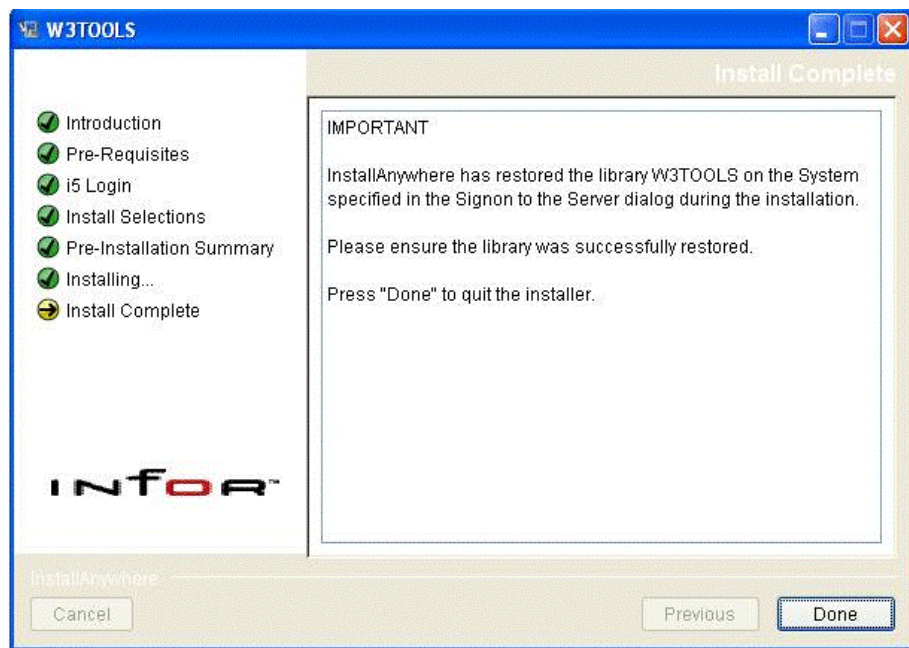 W3TOOLS
Install Complete
Introduction
Pre-Requisites
i5 Login
Install Selections
Pre-Installation Summary
Installing...
Install Complete
IMPORTANT
InstallAnywhere has restored the library W3TOOLS on the System
specified in the Signon to the Server dialog during the installation.
Please ensure the library was successfully restored.
Press "Done" to quit the installer.
INFOR™
InstallAnywhere
Cancel
Previous
Done